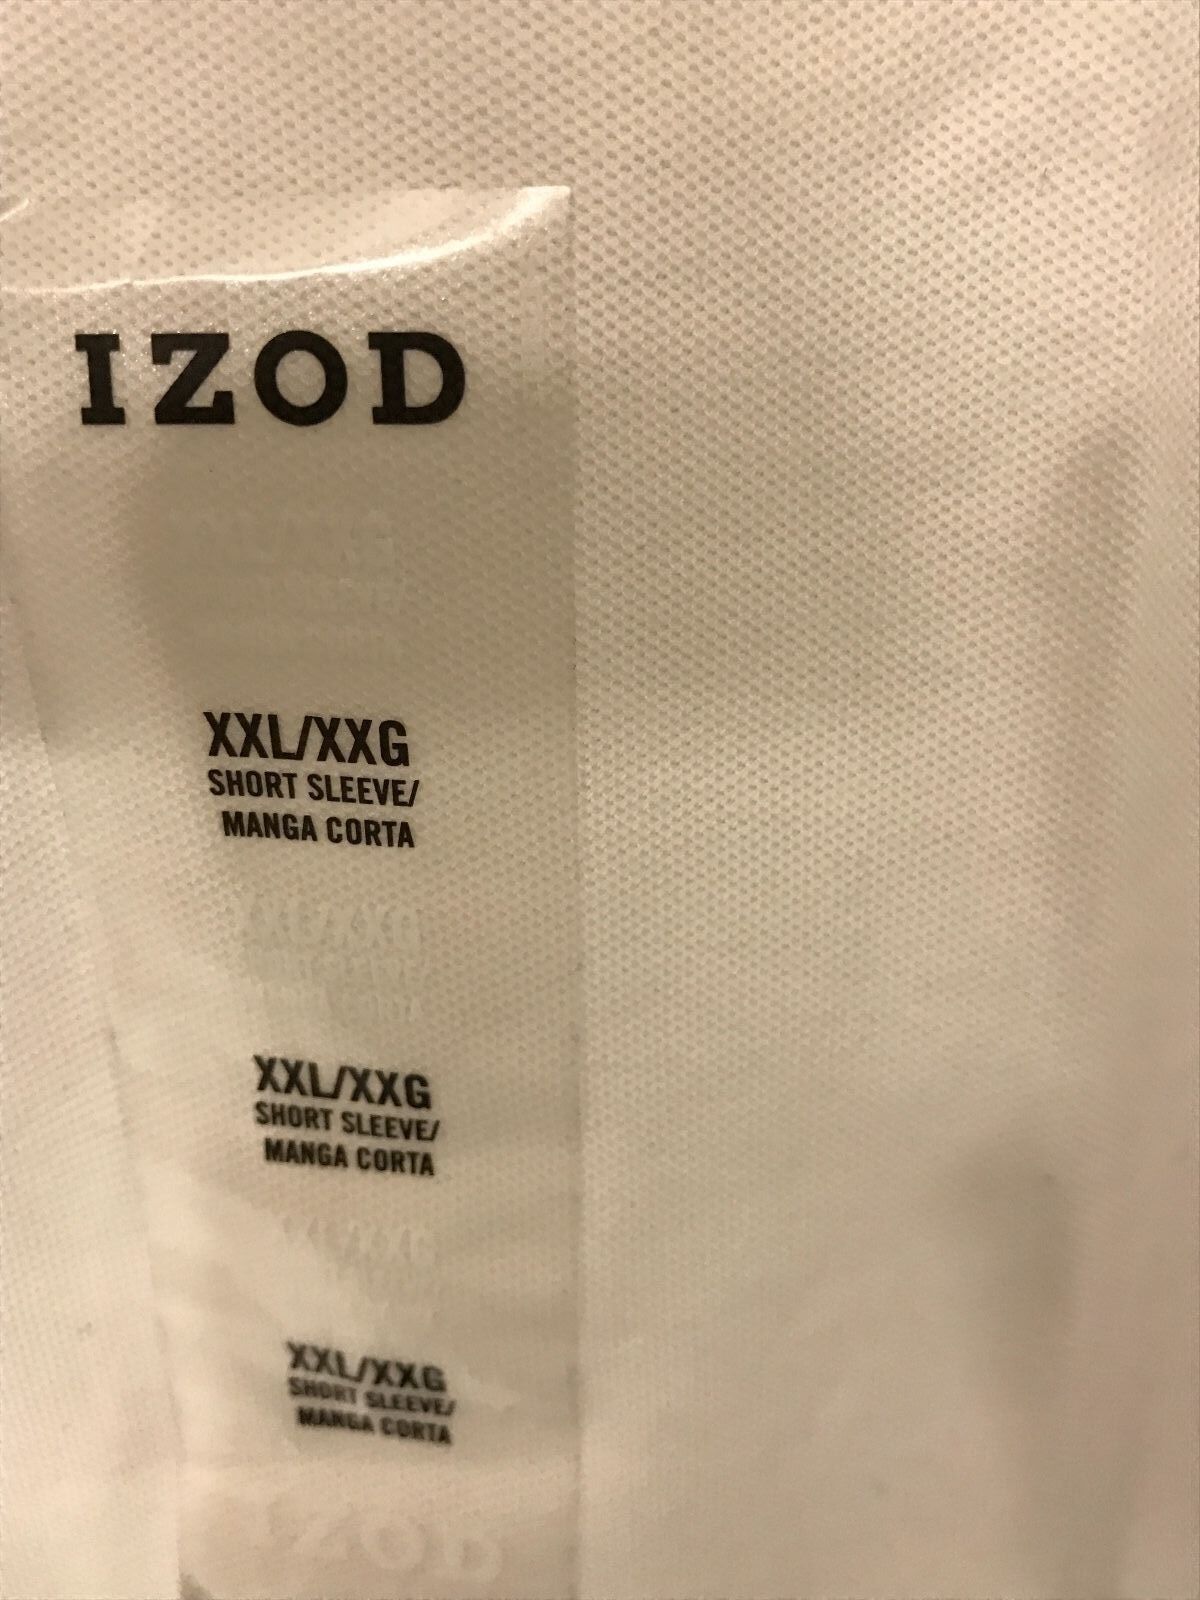 IZOD
XXL/XXG
SHORT SLEEVE/
MANGA CORTA
XXL/XXG
SHORT SLEEVE/
MANGA CORTA
XXL/XXG
SHORT SLEEVE/
MANGA CORTA
IZOD